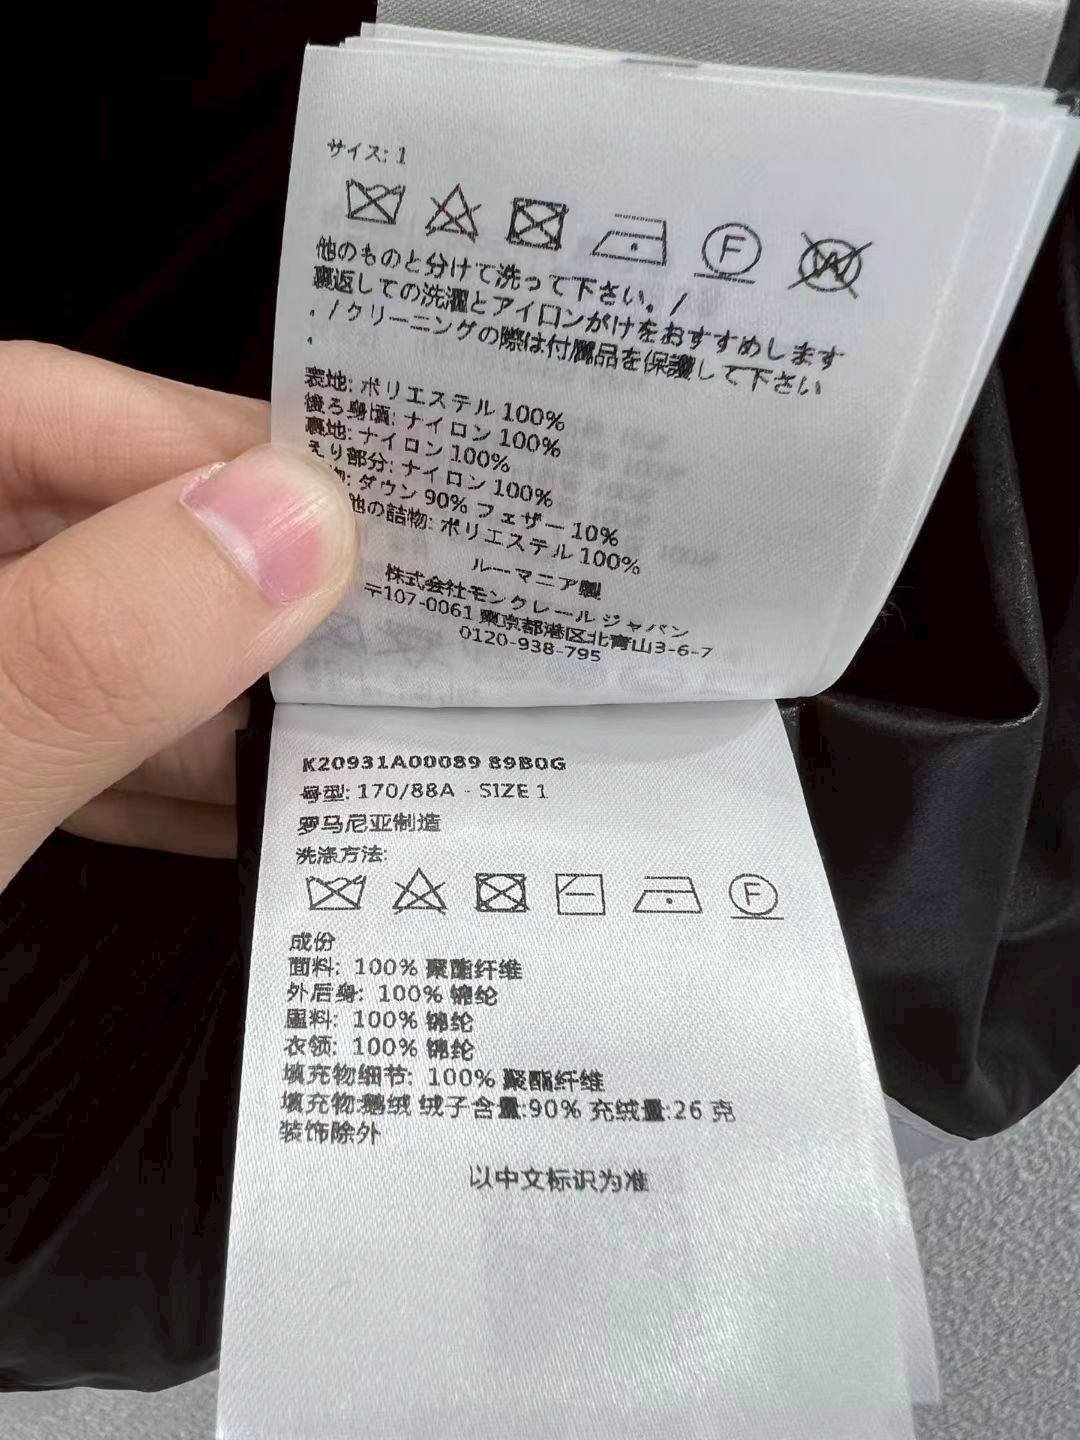 サイズ: 1
他のものと分けて洗って下さい。/
裏返しての洗濯とアイロンがけをおすすめします
。/クリーニングの際は付属品を保護して下さい
。
表地: ポリエステル 100%
後ろ身頃: ナイロン 100%
裏地: ナイロン 100%
えり部分: ナイロン 100%
物: ダウン 90% フェザー 10%
他の詰物: ポリエステル 100%
ルーマニア製
株式会社モンクレール ジャパン
〒107-0061 東京都港区北青山3-6-7
0120-938-795
K20931A00089 89B0G
号型: 170/88A - SIZE 1
罗马尼亚制造
洗涤方法:
成份
面料: 100% 聚酯纤维
外后身: 100% 锦纶
里料: 100% 锦纶
衣领: 100% 锦纶
填充物细节: 100% 聚酯纤维
填充物:鹅绒 绒子含量:90% 充绒量:26 克
装饰除外
以中文标识为准